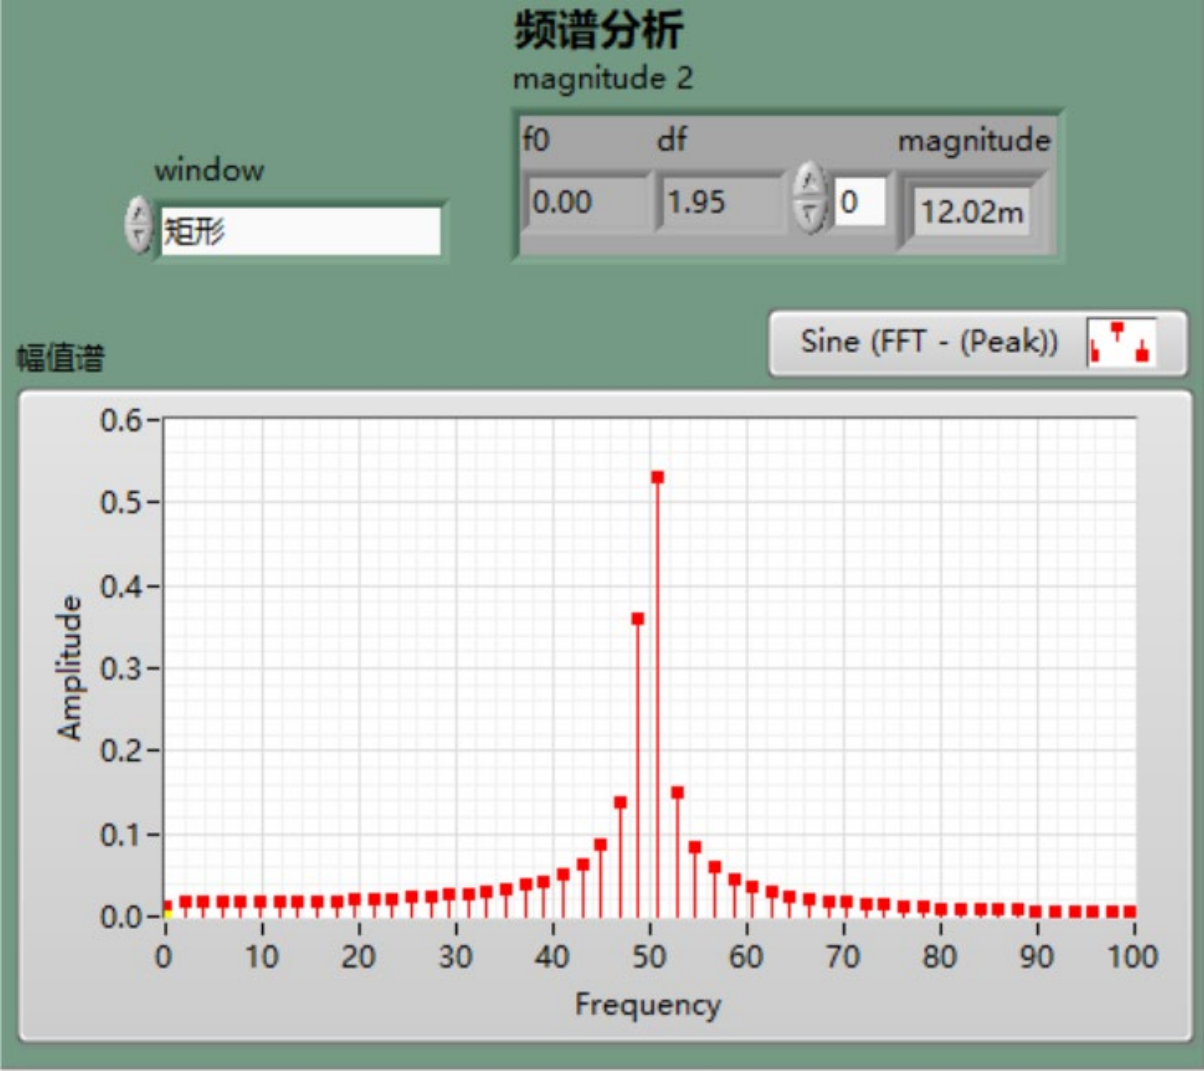 频谱分析
magnitude 2
f0 df magnitude
0.00 1.95 0 12.02m
window
矩形
Sine (FFT - (Peak))
幅值谱
0.6
0.5
0.4
0.3
0.2
0.1
0.0
Amplitude
0 10 20 30 40 50 60 70 80 90 100
Frequency